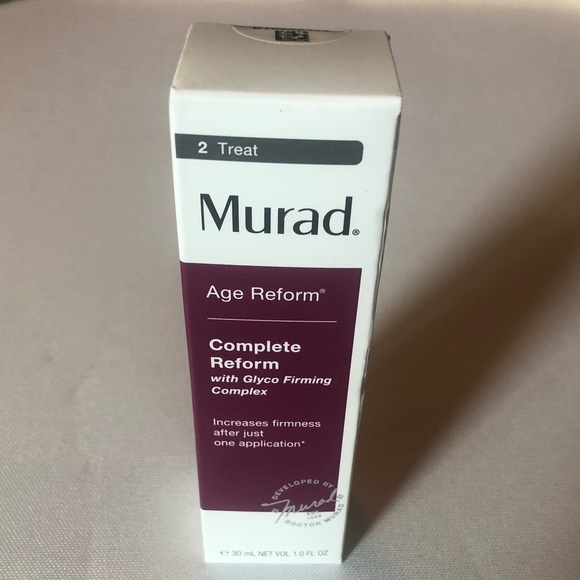 2 Treat
Murad®
Age Reform®
Complete
Reform
with Glyco Firming
Complex
Increases firmness
after just
one application*
DEVELOPED BY
Murad
DOCTOR MURAD
℮ 30 mL NET VOL 1.0 FL OZ